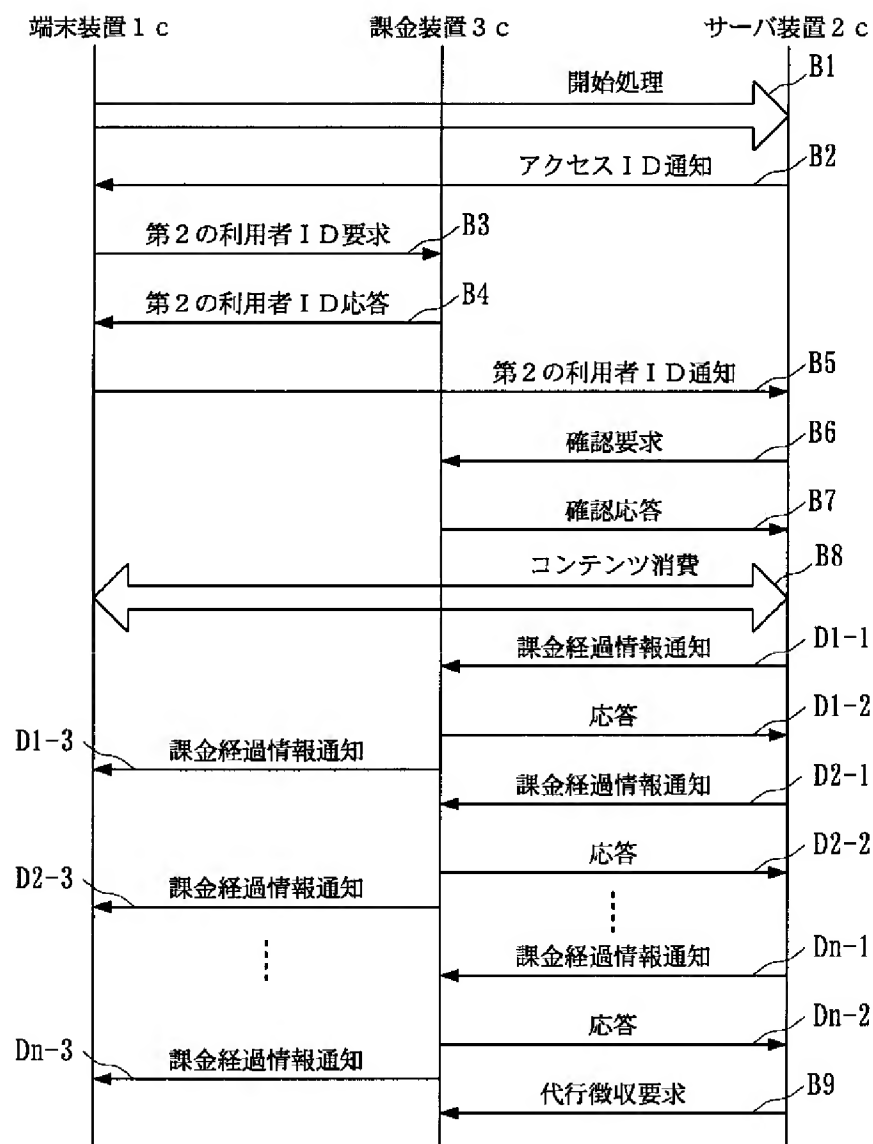 端末装置１ｃ 課金装置３ｃ サーバ装置２ｃ
開始処理 B1
アクセスＩＤ通知 B2
第２の利用者ＩＤ要求 B3
第２の利用者ＩＤ応答 B4
第２の利用者ＩＤ通知 B5
確認要求 B6
確認応答 B7
コンテンツ消費 B8
課金経過情報通知 D1-1
応答 D1-2
D1-3 課金経過情報通知
課金経過情報通知 D2-1
応答 D2-2
D2-3 課金経過情報通知
課金経過情報通知 Dn-1
応答 Dn-2
Dn-3 課金経過情報通知
代行徴収要求 B9